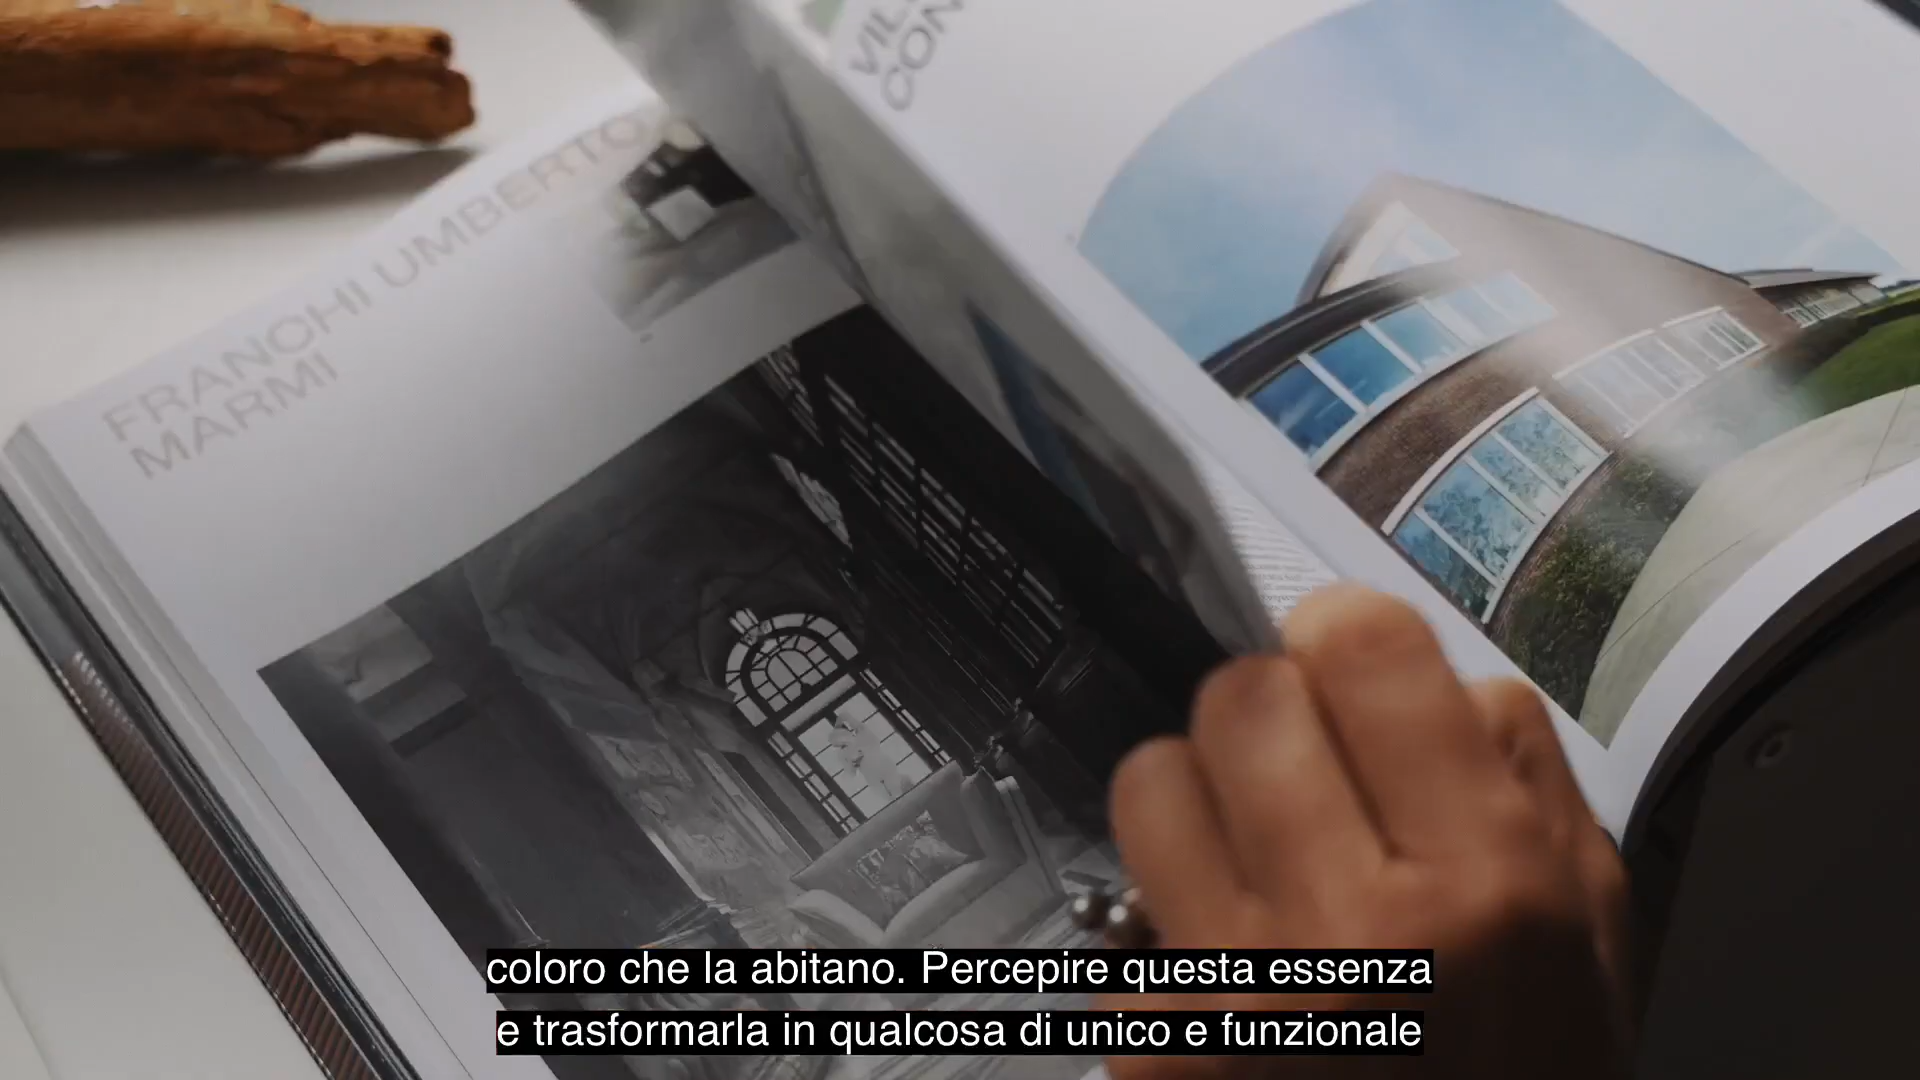 FRANCHI UMBERTO
MARMI
coloro che la abitano. Percepire questa essenza
e trasformarla in qualcosa di unico e funzionale